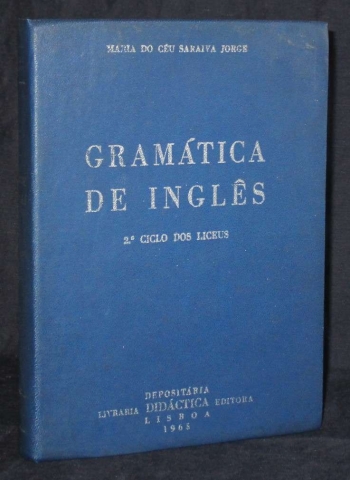 MARIA DO CÉU SARAIVA JORGE
GRAMÁTICA
DE INGLÊS
2.º CICLO DOS LICEUS
DEPOSITÁRIA
LIVRARIA DIDÁCTICA EDITORA
LISBOA
1965